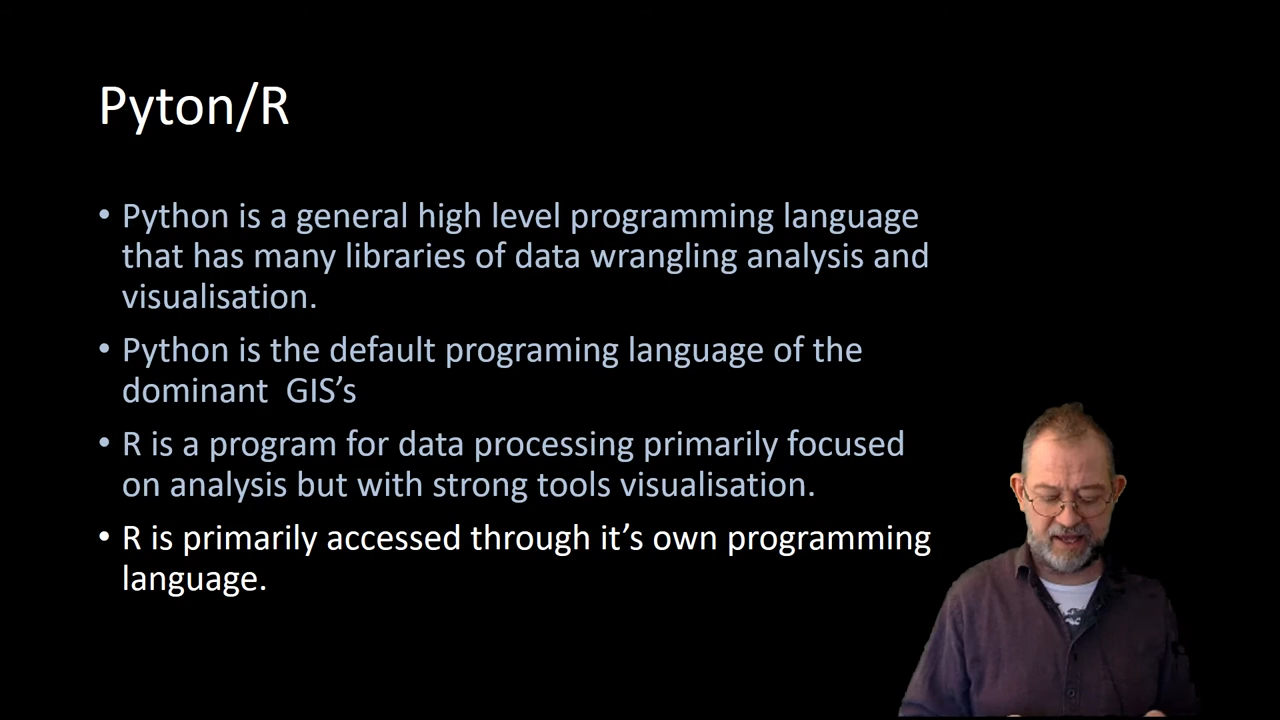 Pyton/R
• Python is a general high level programming language
that has many libraries of data wrangling analysis and
visualisation.
• Python is the default programing language of the
dominant  GIS’s
• R is a program for data processing primarily focused
on analysis but with strong tools visualisation.
• R is primarily accessed through it’s own programming
language.